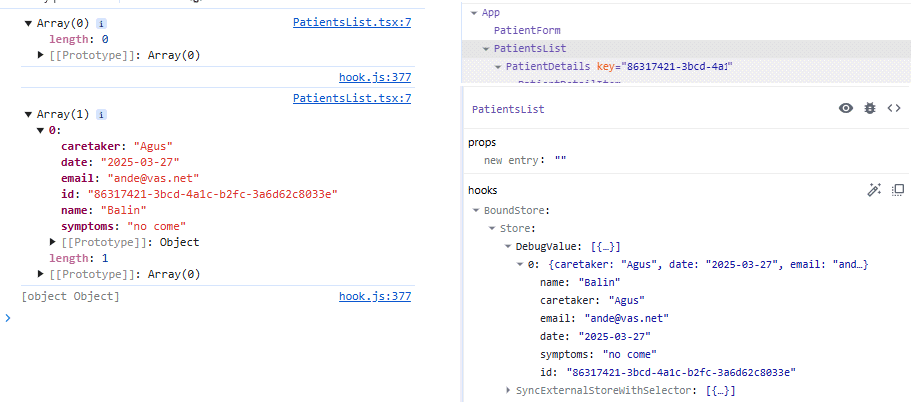 Array(0) i PatientsList.tsx:7
length: 0
[[Prototype]]: Array(0)
hook.js:377
PatientsList.tsx:7
Array(1) i
0:
caretaker: "Agus"
date: "2025-03-27"
email: "ande@vas.net"
id: "86317421-3bcd-4a1c-b2fc-3a6d62c8033e"
name: "Balin"
symptoms: "no come"
[[Prototype]]: Object
length: 1
[[Prototype]]: Array(0)
[object Object] hook.js:377
App
PatientForm
PatientsList
PatientDetails key="86317421-3bcd-4a1"
PatientDetailItem
PatientsList
props
new entry: ""
hooks
BoundStore:
Store:
DebugValue: [{…}]
0: {caretaker: "Agus", date: "2025-03-27", email: "and…}
name: "Balin"
caretaker: "Agus"
email: "ande@vas.net"
date: "2025-03-27"
symptoms: "no come"
id: "86317421-3bcd-4a1c-b2fc-3a6d62c8033e"
SyncExternalStoreWithSelector: [{…}]